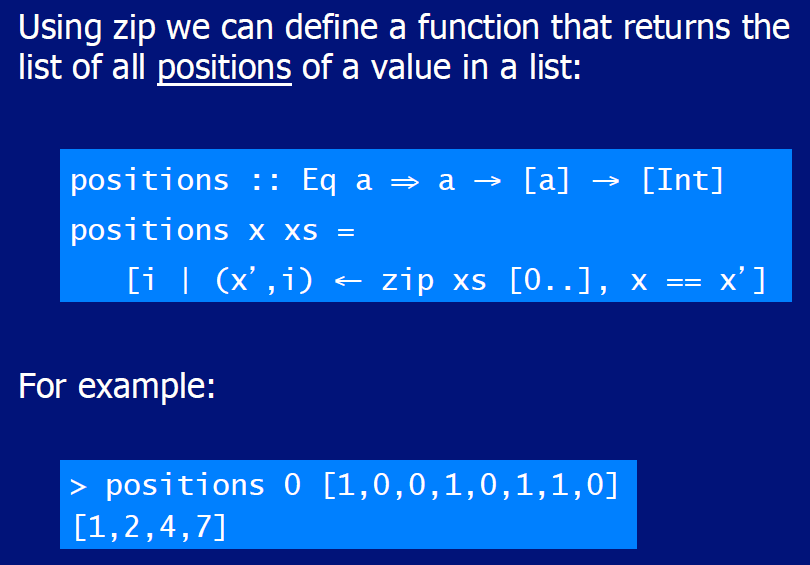 Using zip we can define a function that returns the
list of all positions of a value in a list:
positions :: Eq a ⇒ a → [a] → [Int]
positions x xs =
[i | (x’,i) ← zip xs [0..], x == x’]
For example:
> positions 0 [1,0,0,1,0,1,1,0]
[1,2,4,7]